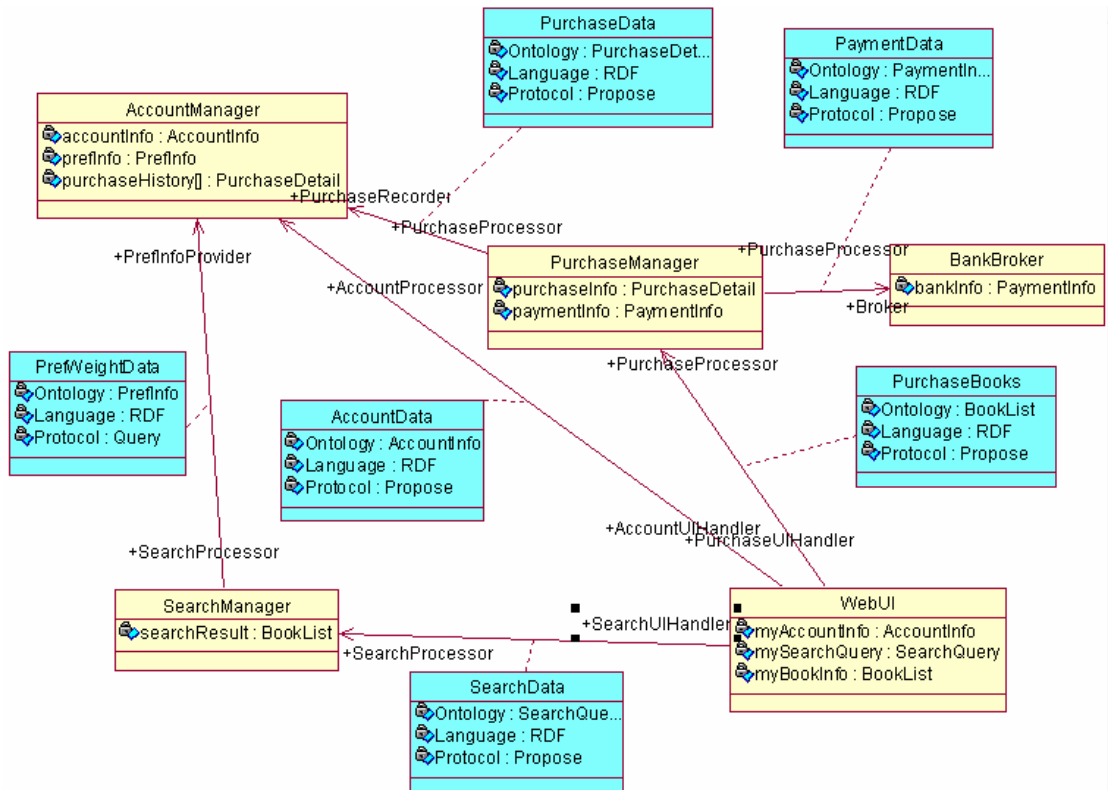 PurchaseData
Ontology : PurchaseDet...
Language : RDF
Protocol : Propose
PaymentData
Ontology : PaymentIn...
Language : RDF
Protocol : Propose
AccountManager
accountInfo : AccountInfo
prefInfo : PrefInfo
purchaseHistory[] : PurchaseDetail
+PurchaseRecorder
+PurchaseProcessor
+PrefInfoProvider
+AccountProcessor
PurchaseManager
purchaseInfo : PurchaseDetail
paymentInfo : PaymentInfo
+PurchaseProcessor
+Broker
BankBroker
bankInfo : PaymentInfo
+PurchaseProcessor
PrefWeightData
Ontology : PrefInfo
Language : RDF
Protocol : Query
AccountData
Ontology : AccountInfo
Language : RDF
Protocol : Propose
PurchaseBooks
Ontology : BookList
Language : RDF
Protocol : Propose
+AccountUIHandler
+PurchaseUIHandler
+SearchProcessor
SearchManager
searchResult : BookList
+SearchUIHandler
+SearchProcessor
WebUI
myAccountInfo : AccountInfo
mySearchQuery : SearchQuery
myBookInfo : BookList
SearchData
Ontology : SearchQue...
Language : RDF
Protocol : Propose